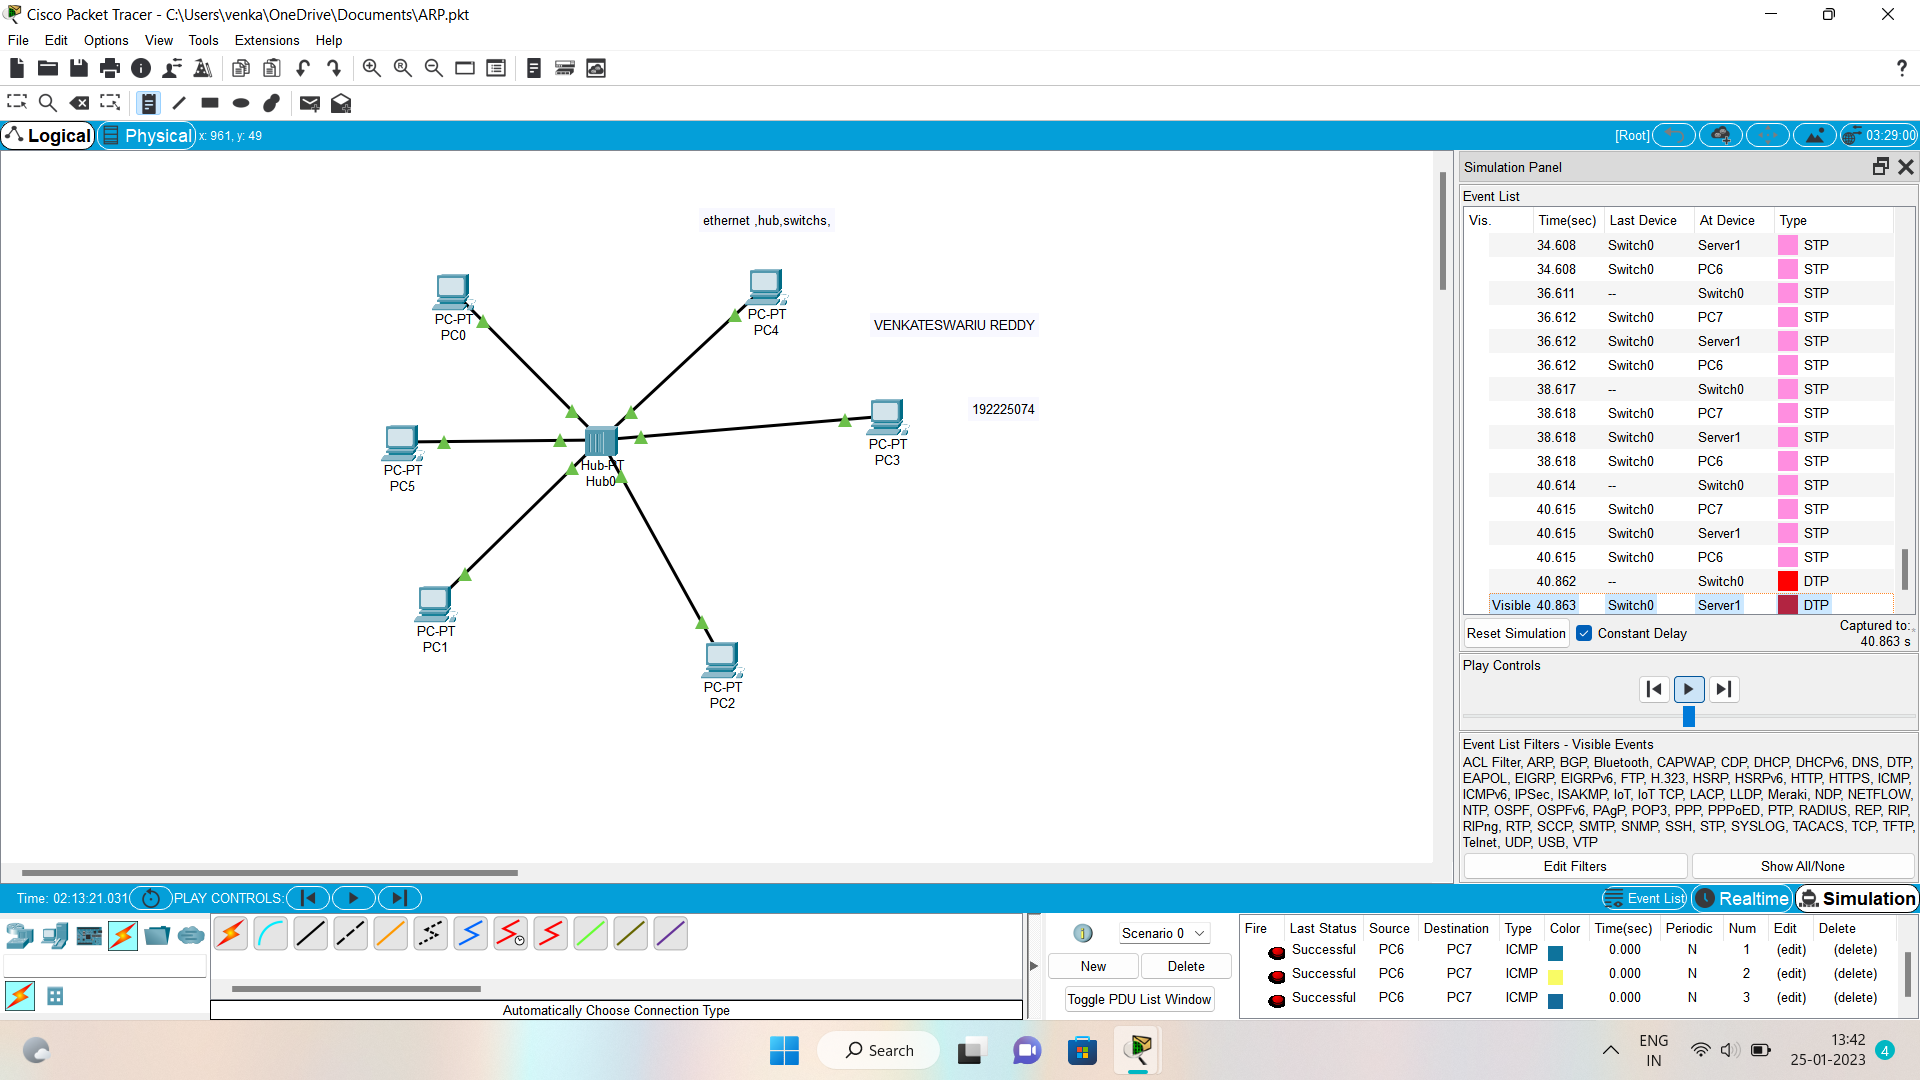 Cisco Packet Tracer - C:\Users\venka\OneDrive\Documents\ARP.pkt
File Edit Options View Tools Extensions Help
?
Logical Physical x: 961, y: 49 [Root] 03:29:00
ethernet ,hub,switchs,
PC-PT
PC0
PC-PT
PC4
VENKATESWARIU REDDY
192225074
PC-PT
PC3
PC-PT
PC5
Hub-PT
Hub0
PC-PT
PC1
PC-PT
PC2
Simulation Panel
Event List
Vis. Time(sec) Last Device At Device Type
34.608 Switch0 Server1 STP
34.608 Switch0 PC6 STP
36.611 -- Switch0 STP
36.612 Switch0 PC7 STP
36.612 Switch0 Server1 STP
36.612 Switch0 PC6 STP
38.617 -- Switch0 STP
38.618 Switch0 PC7 STP
38.618 Switch0 Server1 STP
38.618 Switch0 PC6 STP
40.614 -- Switch0 STP
40.615 Switch0 PC7 STP
40.615 Switch0 Server1 STP
40.615 Switch0 PC6 STP
40.862 -- Switch0 DTP
Visible 40.863 Switch0 Server1 DTP
Reset Simulation Constant Delay Captured to:
40.863 s
Play Controls
Event List Filters - Visible Events
ACL Filter, ARP, BGP, Bluetooth, CAPWAP, CDP, DHCP, DHCPv6, DNS, DTP,
EAPOL, EIGRP, EIGRPv6, FTP, H.323, HSRP, HSRPv6, HTTP, HTTPS, ICMP,
ICMPv6, IPSec, ISAKMP, IoT, IoT TCP, LACP, LLDP, Meraki, NDP, NETFLOW,
NTP, OSPF, OSPFv6, PAgP, POP3, PPP, PPPoED, PTP, RADIUS, REP, RIP,
RIPng, RTP, SCCP, SMTP, SNMP, SSH, STP, SYSLOG, TACACS, TCP, TFTP,
Telnet, UDP, USB, VTP
Edit Filters Show All/None
Time: 02:13:21.031 PLAY CONTROLS: Event List Realtime Simulation
Automatically Choose Connection Type
Scenario 0
New Delete
Toggle PDU List Window
Fire Last Status Source Destination Type Color Time(sec) Periodic Num Edit Delete
Successful PC6 PC7 ICMP 0.000 N 1 (edit) (delete)
Successful PC6 PC7 ICMP 0.000 N 2 (edit) (delete)
Successful PC6 PC7 ICMP 0.000 N 3 (edit) (delete)
Search
ENG
IN
13:42
25-01-2023
4